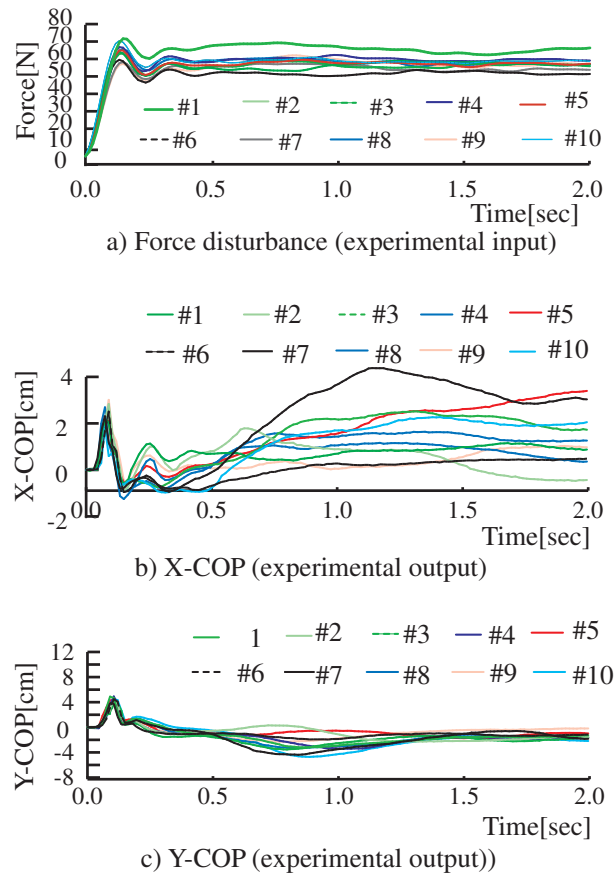 80
70
60
50
40
30
20
10
0
Force[N]
#1 #2 #3 #4 #5
#6 #7 #8 #9 #10
0.0 0.5 1.0 1.5 2.0
Time[sec]
a) Force disturbance (experimental input)
#1 #2 #3 #4 #5
#6 #7 #8 #9 #10
4
2
0
-2
X-COP[cm]
0.0 0.5 1.0 1.5 2.0
Time[sec]
b) X-COP (experimental output)
1 #2 #3 #4 #5
#6 #7 #8 #9 #10
12
8
4
0
-4
-8
Y-COP[cm]
0.0 0.5 1.0 1.5 2.0
Time[sec]
c) Y-COP (experimental output))